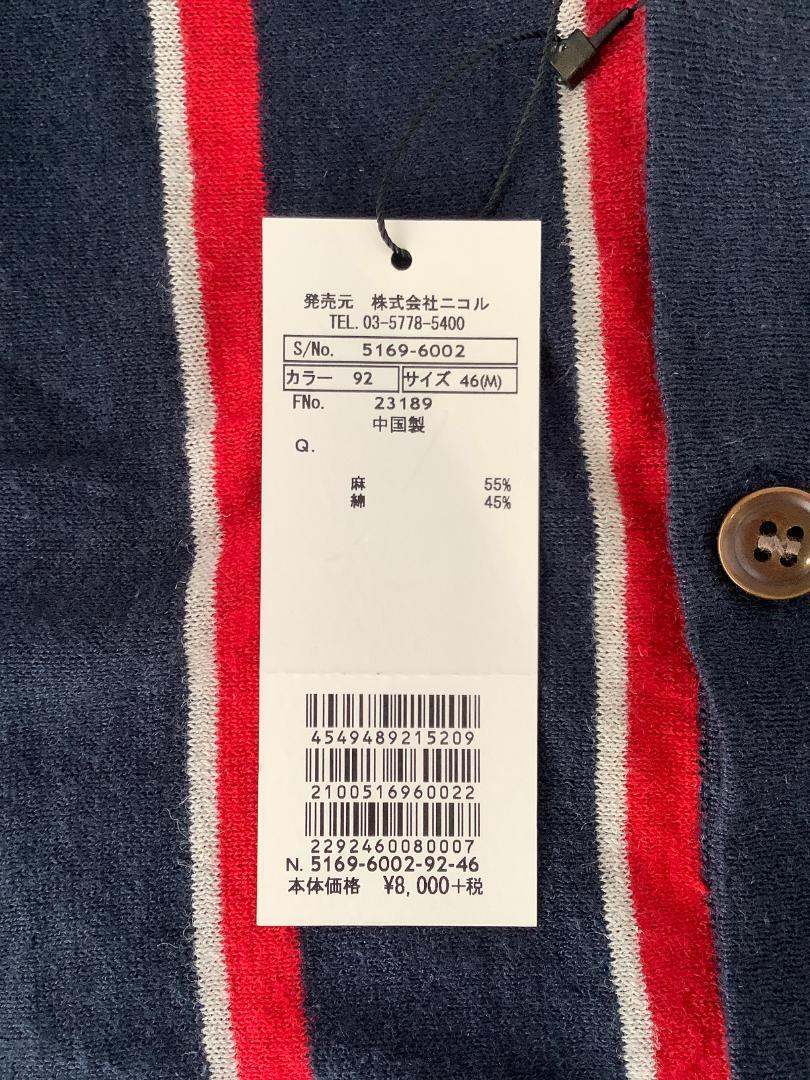 発売元 株式会社ニコル
TEL. 03-5778-5400
S/No. 5169-6002
カラー 92 サイズ 46(M)
FNo. 23189
中国製
Q.
麻 55%
綿 45%
4549489215209
2100516960022
2292460080007
N. 5169-6002-92-46
本体価格 ¥8,000+税